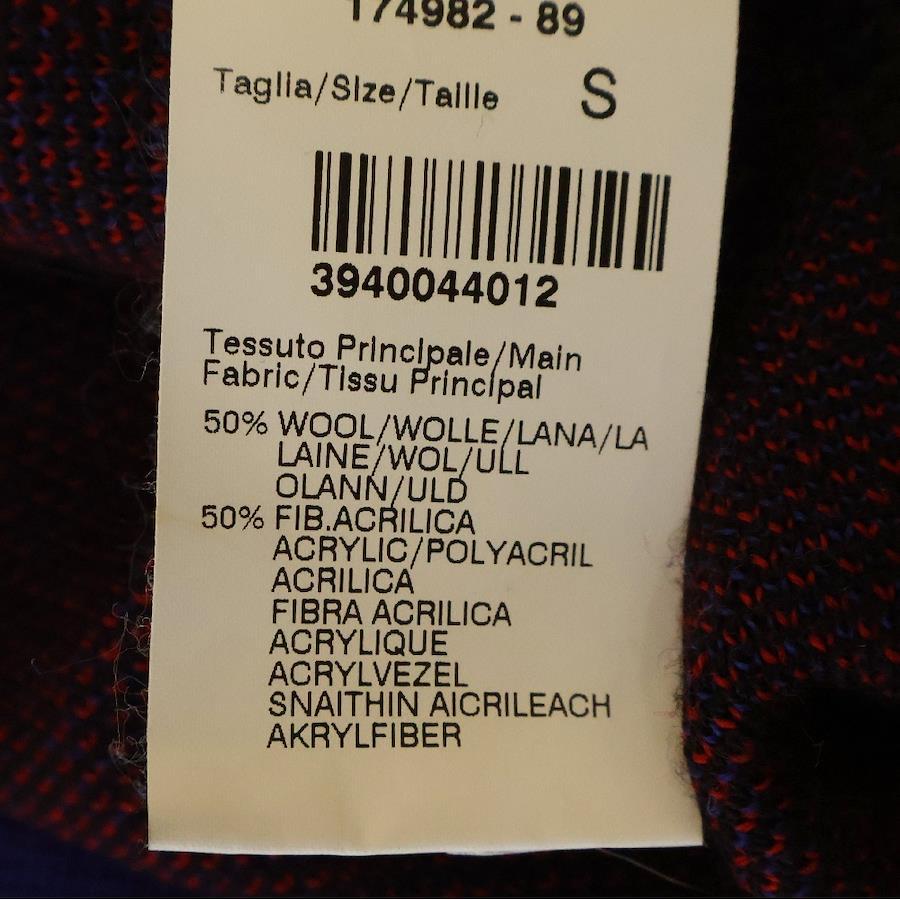 174982 - 89
Taglia/Size/Taille S
3940044012
Tessuto Principale/Main
Fabric/Tissu Principal
50% WOOL/WOLLE/LANA/LA
LAINE/WOL/ULL
OLANN/ULD
50% FIB.ACRILICA
ACRYLIC/POLYACRIL
ACRILICA
FIBRA ACRILICA
ACRYLIQUE
ACRYLVEZEL
SNAITHIN AICRILEACH
AKRYLFIBER